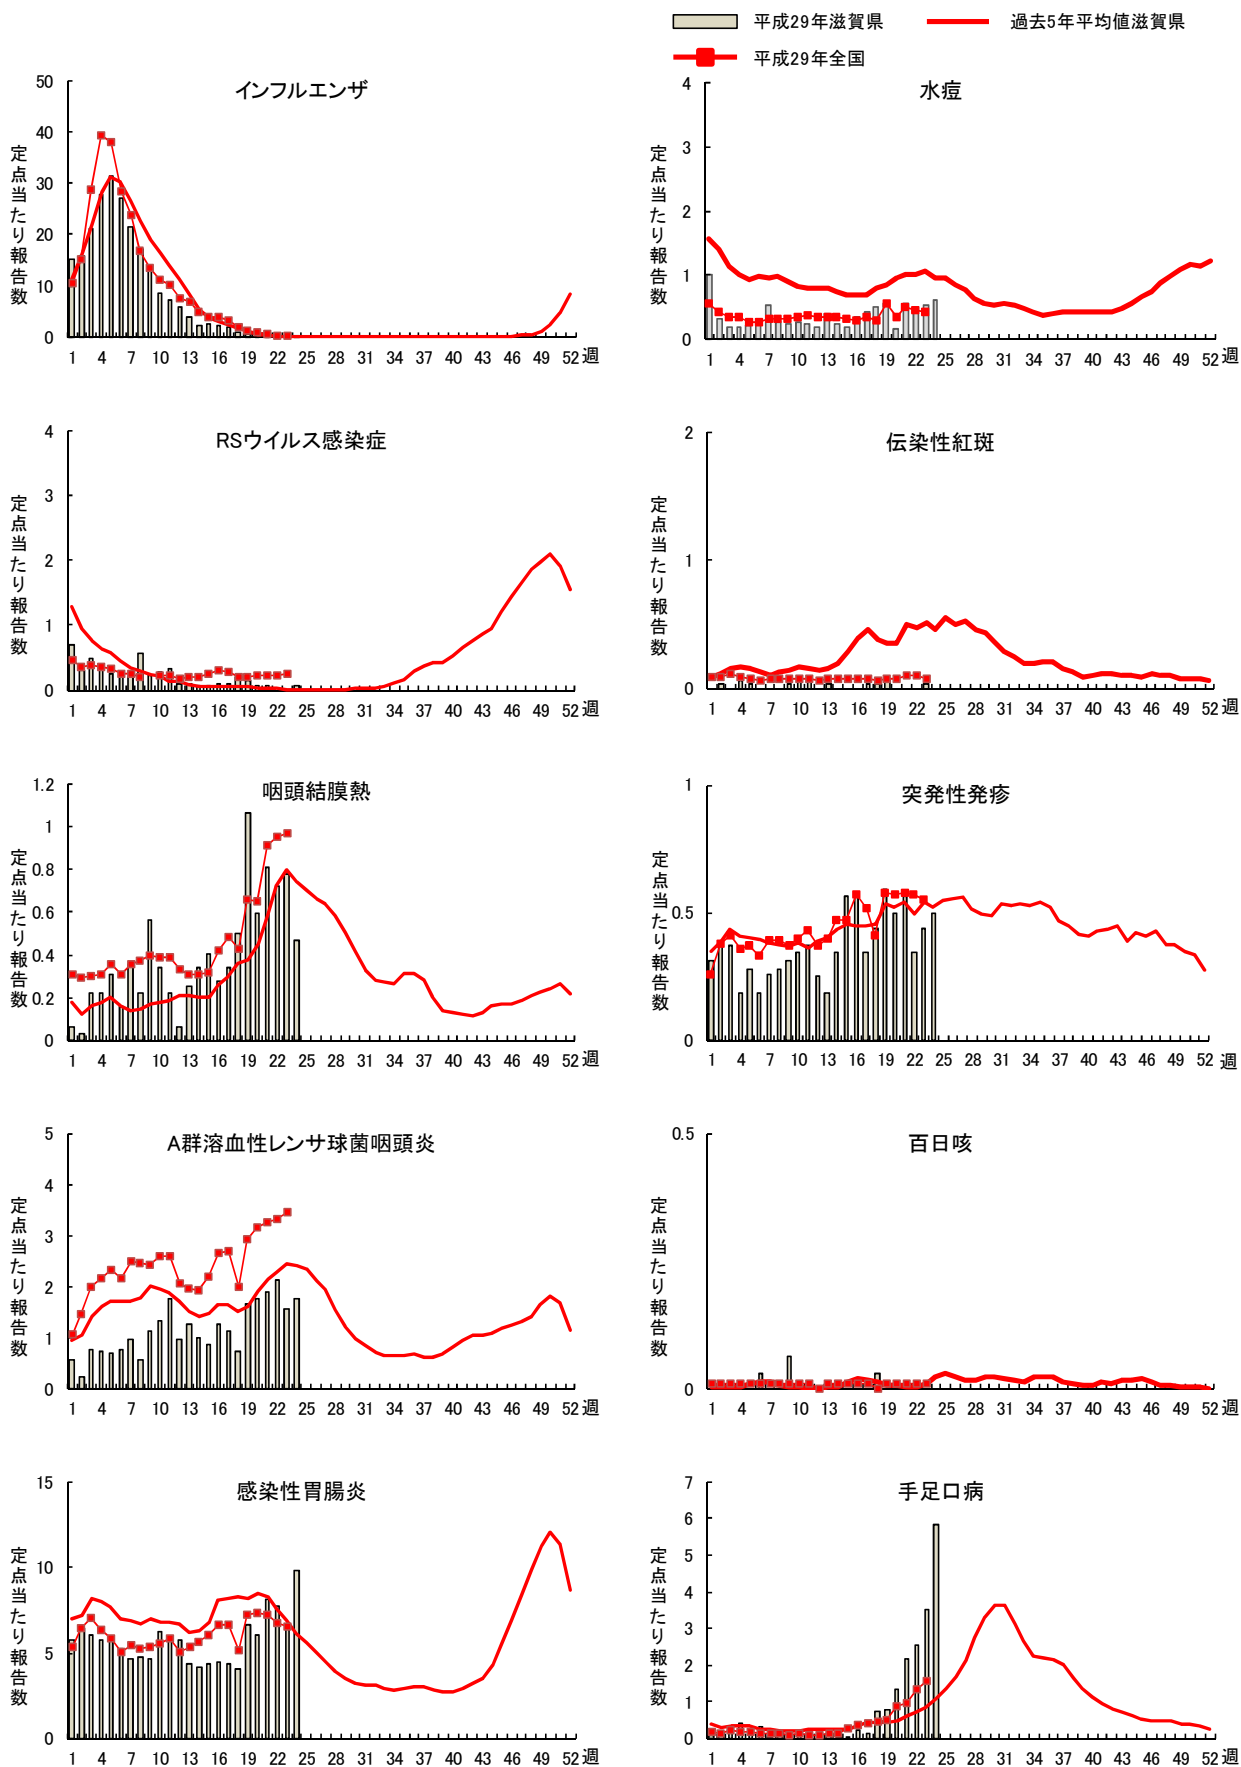 平成29年滋賀県 過去5年平均値滋賀県
平成29年全国
インフルエンザ
定点当たり報告数
50
40
30
20
10
0
1 4 7 10 13 16 19 22 25 28 31 34 37 40 43 46 49 52 週
水痘
定点当たり報告数
4
3
2
1
0
1 4 7 10 13 16 19 22 25 28 31 34 37 40 43 46 49 52 週
RSウイルス感染症
定点当たり報告数
4
3
2
1
0
1 4 7 10 13 16 19 22 25 28 31 34 37 40 43 46 49 52 週
伝染性紅斑
定点当たり報告数
2
1
0
1 4 7 10 13 16 19 22 25 28 31 34 37 40 43 46 49 52 週
咽頭結膜熱
定点当たり報告数
1.2
1
0.8
0.6
0.4
0.2
0
1 4 7 10 13 16 19 22 25 28 31 34 37 40 43 46 49 52 週
突発性発疹
定点当たり報告数
1
0.5
0
1 4 7 10 13 16 19 22 25 28 31 34 37 40 43 46 49 52 週
A群溶血性レンサ球菌咽頭炎
定点当たり報告数
5
4
3
2
1
0
1 4 7 10 13 16 19 22 25 28 31 34 37 40 43 46 49 52 週
百日咳
定点当たり報告数
0.5
0
1 4 7 10 13 16 19 22 25 28 31 34 37 40 43 46 49 52 週
感染性胃腸炎
定点当たり報告数
15
10
5
0
1 4 7 10 13 16 19 22 25 28 31 34 37 40 43 46 49 52 週
手足口病
定点当たり報告数
7
6
5
4
3
2
1
0
1 4 7 10 13 16 19 22 25 28 31 34 37 40 43 46 49 52 週